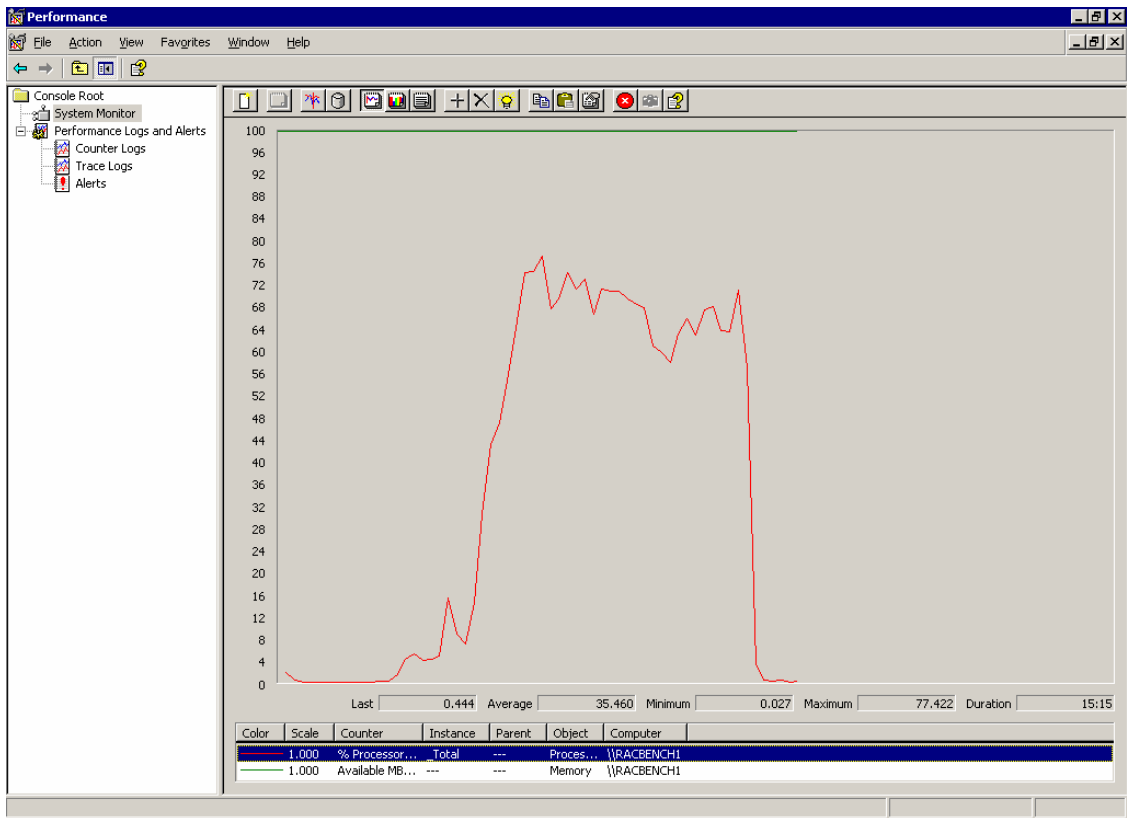 Performance
File Action View Favorites Window Help
Console Root
System Monitor
Performance Logs and Alerts
Counter Logs
Trace Logs
Alerts
100
96
92
88
84
80
76
72
68
64
60
56
52
48
44
40
36
32
28
24
20
16
12
8
4
0
Last 0.444 Average 35.460 Minimum 0.027 Maximum 77.422 Duration 15:15
Color Scale Counter Instance Parent Object Computer
1.000 % Processor... _Total --- Proces... \\RACBENCH1
1.000 Available MB... --- --- Memory \\RACBENCH1